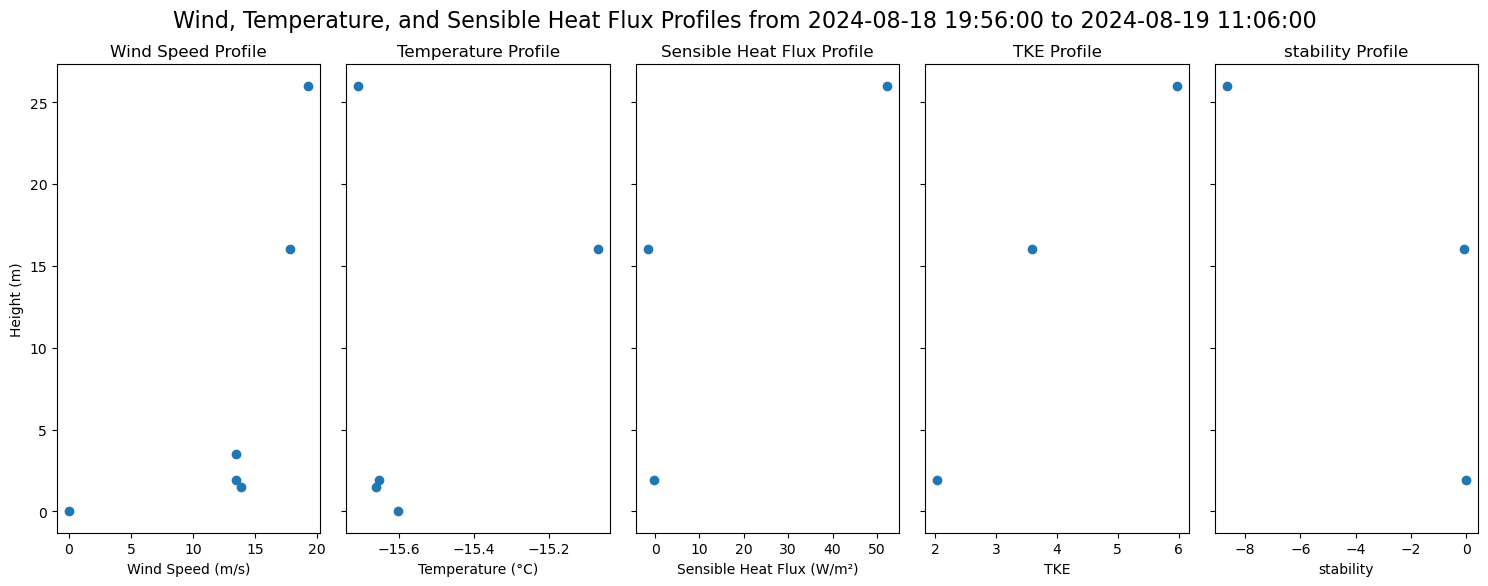 Wind, Temperature, and Sensible Heat Flux Profiles from 2024-08-18 19:56:00 to 2024-08-19 11:06:00
Wind Speed Profile
Temperature Profile
Sensible Heat Flux Profile
TKE Profile
stability Profile
25
20
15
10
5
0
Height (m)
0 5 10 15 20
−15.6 −15.4 −15.2
0 10 20 30 40 50
2 3 4 5 6
−8 −6 −4 −2 0
Wind Speed (m/s)
Temperature (°C)
Sensible Heat Flux (W/m²)
TKE
stability